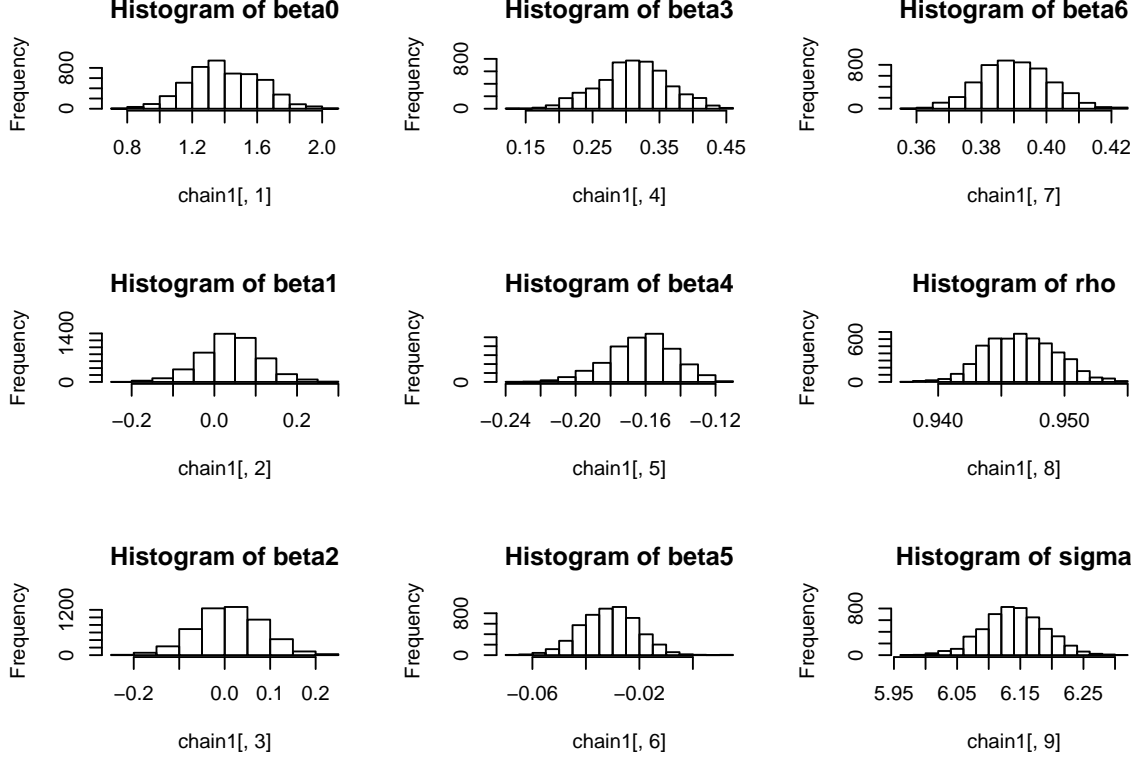 Histogram of beta0
Frequency
0 800
0.8 1.2 1.6 2.0
chain1[, 1]
Histogram of beta3
Frequency
0 800
0.15 0.25 0.35 0.45
chain1[, 4]
Histogram of beta6
Frequency
0 800
0.36 0.38 0.40 0.42
chain1[, 7]
Histogram of beta1
Frequency
0 1400
−0.2 0.0 0.2
chain1[, 2]
Histogram of beta4
Frequency
0
−0.24 −0.20 −0.16 −0.12
chain1[, 5]
Histogram of rho
Frequency
0 600
0.940 0.950
chain1[, 8]
Histogram of beta2
Frequency
0 1200
−0.2 0.0 0.1 0.2
chain1[, 3]
Histogram of beta5
Frequency
0 800
−0.06 −0.02
chain1[, 6]
Histogram of sigma
Frequency
0 800
5.95 6.05 6.15 6.25
chain1[, 9]